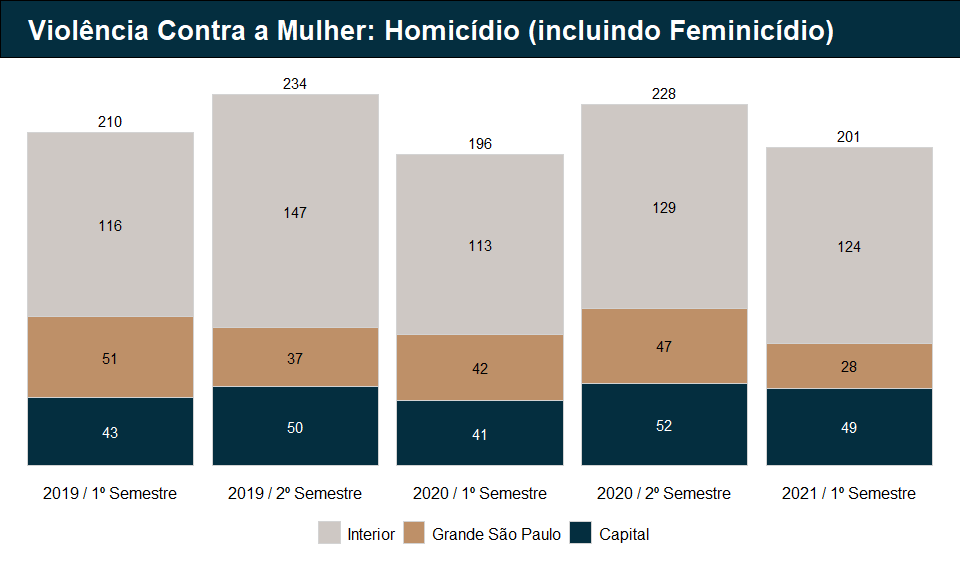 Violência Contra a Mulher: Homicídio (incluindo Feminicídio)
210
234
196
228
201
116
147
113
129
124
51
37
42
47
28
43
50
41
52
49
2019 / 1º Semestre
2019 / 2º Semestre
2020 / 1º Semestre
2020 / 2º Semestre
2021 / 1º Semestre
Interior
Grande São Paulo
Capital